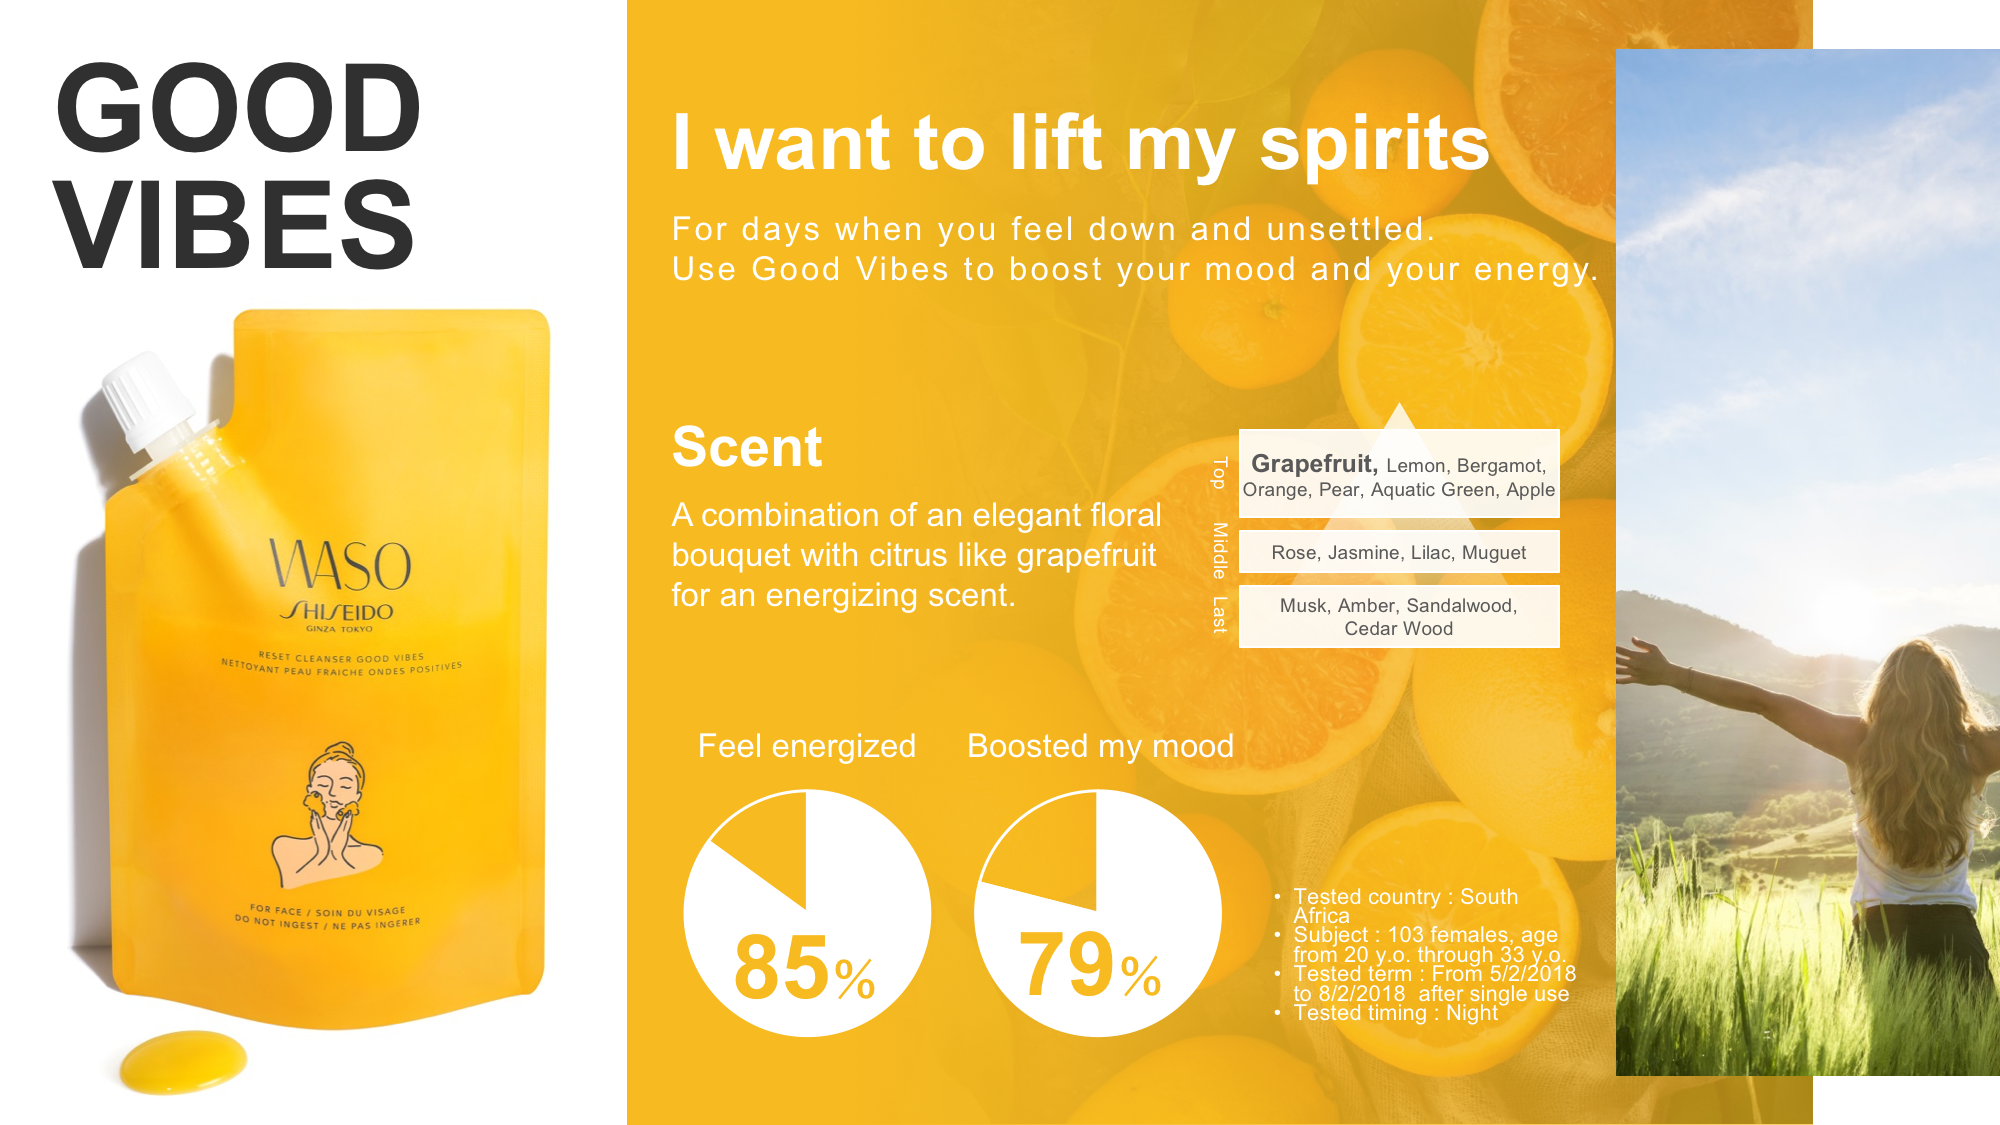 GOOD
VIBES
WASO
SHISEIDO
GINZA TOKYO
RESET CLEANSER GOOD VIBES
NETTOYANT PEAU FRAICHE ONDES POSITIVES
FOR FACE / SOIN DU VISAGE
DO NOT INGEST / NE PAS INGERER
I want to lift my spirits
For days when you feel down and unsettled.
Use Good Vibes to boost your mood and your energy.
Scent
A combination of an elegant floral
bouquet with citrus like grapefruit
for an energizing scent.
Top
Grapefruit, Lemon, Bergamot,
Orange, Pear, Aquatic Green, Apple
Middle
Rose, Jasmine, Lilac, Muguet
Last
Musk, Amber, Sandalwood,
Cedar Wood
Feel energized
85%
Boosted my mood
79%
• Tested country : South
Africa
• Subject : 103 females, age
from 20 y.o. through 33 y.o.
• Tested term : From 5/2/2018
to 8/2/2018  after single use
• Tested timing : Night